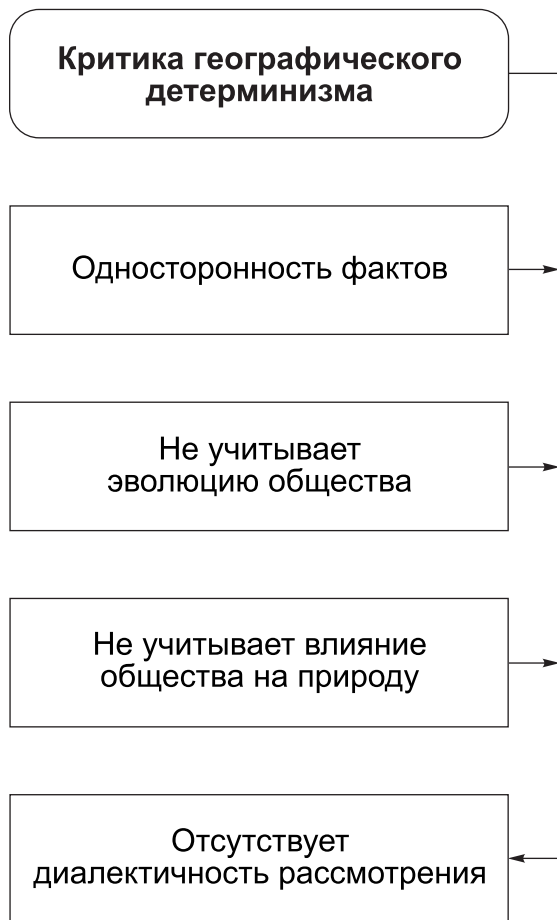 Критика географического
детерминизма
Односторонность фактов
Не учитывает
эволюцию общества
Не учитывает влияние
общества на природу
Отсутствует
диалектичность рассмотрения